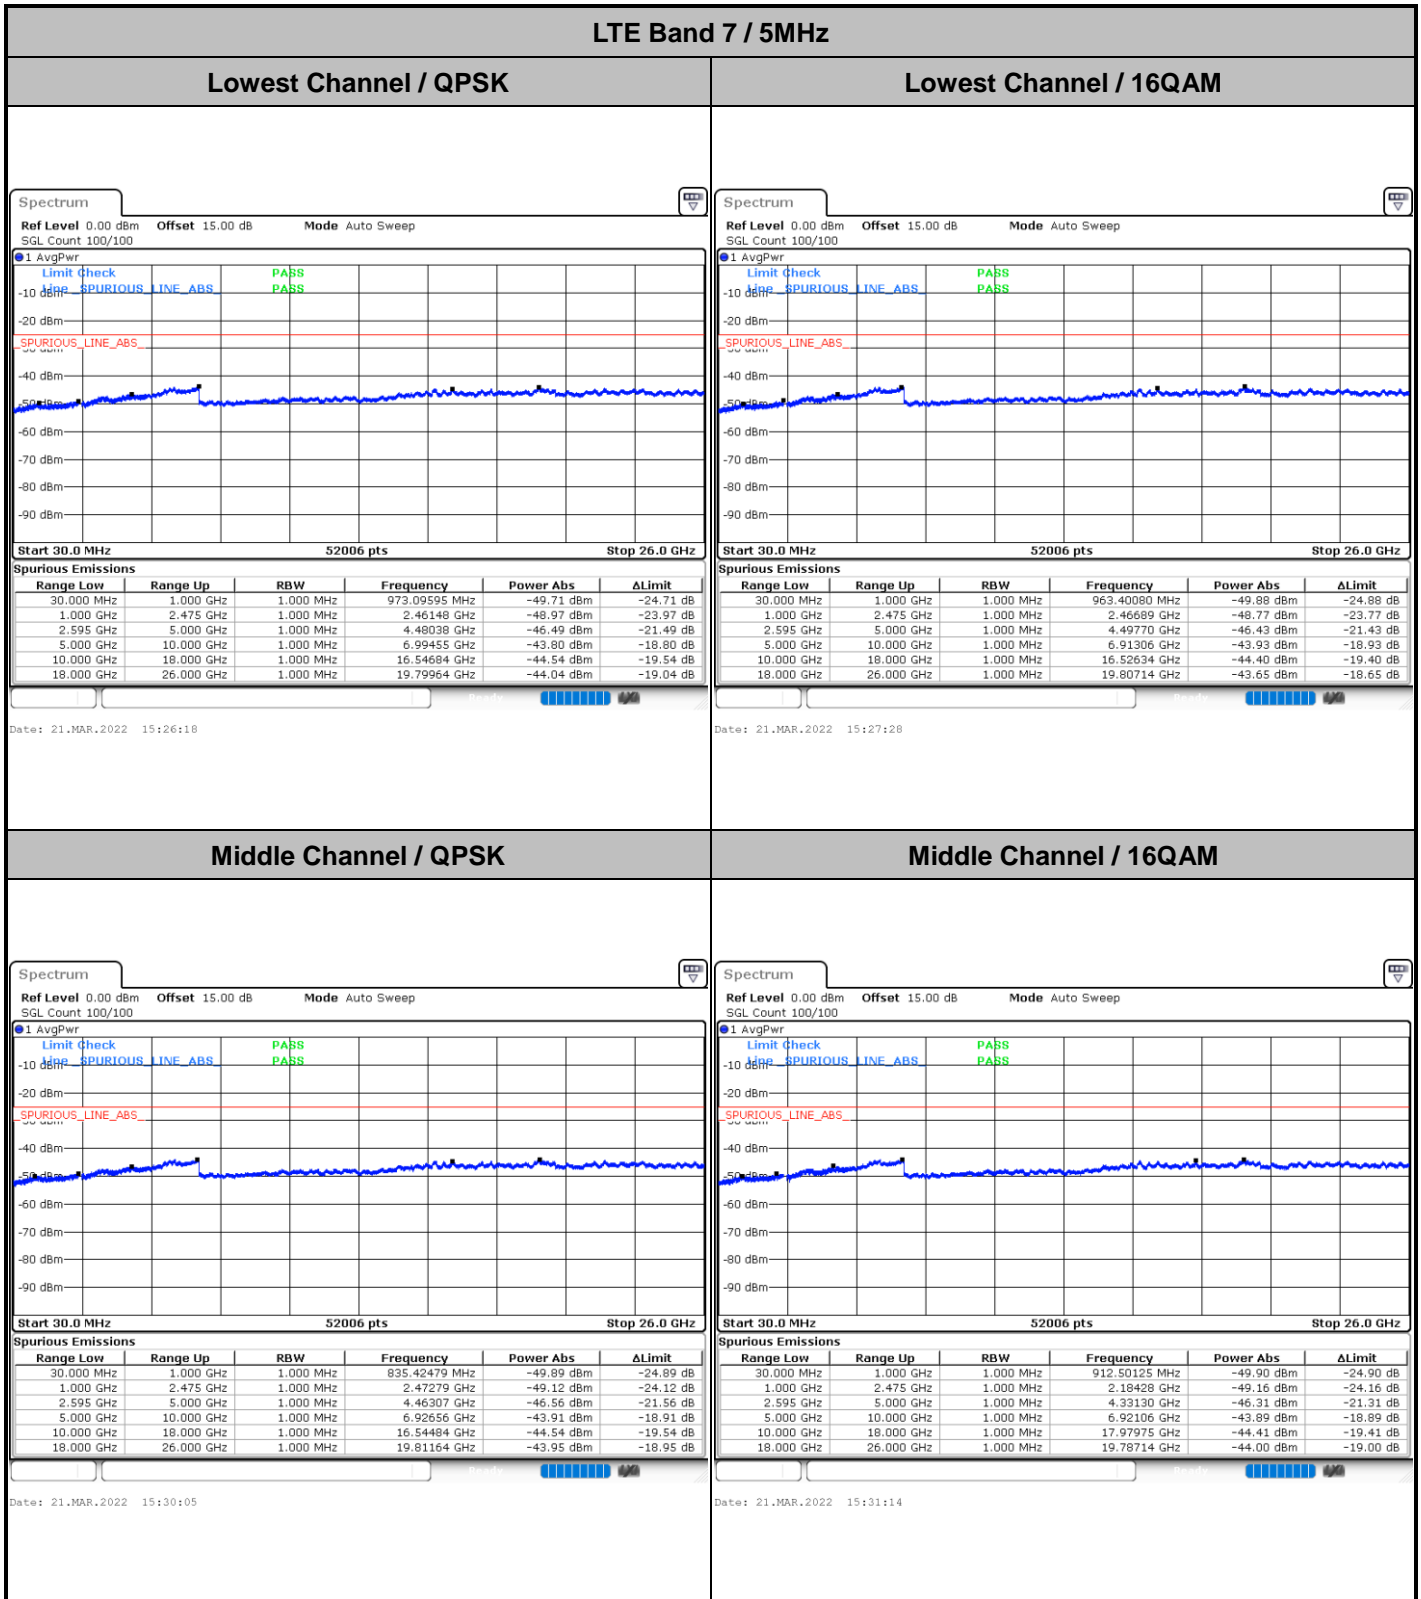 LTE Band 7 / 5MHz
Lowest Channel / QPSK
Lowest Channel / 16QAM
Spectrum
Ref Level 0.00 dBm Offset 15.00 dB Mode Auto Sweep
SGL Count 100/100
1 AvgPwr
Limit Check PASS
Line _SPURIOUS_LINE_ABS_ PASS
-10 dBm
-20 dBm
_SPURIOUS_LINE_ABS_
-30 dBm
-40 dBm
-50 dBm
-60 dBm
-70 dBm
-80 dBm
-90 dBm
Start 30.0 MHz 52006 pts Stop 26.0 GHz
Spurious Emissions
Range Low Range Up RBW Frequency Power Abs ΔLimit
30.000 MHz 1.000 GHz 1.000 MHz 973.09595 MHz -49.71 dBm -24.71 dB
1.000 GHz 2.475 GHz 1.000 MHz 2.46148 GHz -48.97 dBm -23.97 dB
2.595 GHz 5.000 GHz 1.000 MHz 4.48038 GHz -46.49 dBm -21.49 dB
5.000 GHz 10.000 GHz 1.000 MHz 6.99455 GHz -43.80 dBm -18.80 dB
10.000 GHz 18.000 GHz 1.000 MHz 16.54684 GHz -44.54 dBm -19.54 dB
18.000 GHz 26.000 GHz 1.000 MHz 19.79964 GHz -44.04 dBm -19.04 dB
Ready
Date: 21.MAR.2022 15:26:18
Spectrum
Ref Level 0.00 dBm Offset 15.00 dB Mode Auto Sweep
SGL Count 100/100
1 AvgPwr
Limit Check PASS
Line _SPURIOUS_LINE_ABS_ PASS
-10 dBm
-20 dBm
_SPURIOUS_LINE_ABS_
-30 dBm
-40 dBm
-50 dBm
-60 dBm
-70 dBm
-80 dBm
-90 dBm
Start 30.0 MHz 52006 pts Stop 26.0 GHz
Spurious Emissions
Range Low Range Up RBW Frequency Power Abs ΔLimit
30.000 MHz 1.000 GHz 1.000 MHz 963.40080 MHz -49.88 dBm -24.88 dB
1.000 GHz 2.475 GHz 1.000 MHz 2.46689 GHz -48.77 dBm -23.77 dB
2.595 GHz 5.000 GHz 1.000 MHz 4.49770 GHz -46.43 dBm -21.43 dB
5.000 GHz 10.000 GHz 1.000 MHz 6.91306 GHz -43.93 dBm -18.93 dB
10.000 GHz 18.000 GHz 1.000 MHz 16.52634 GHz -44.40 dBm -19.40 dB
18.000 GHz 26.000 GHz 1.000 MHz 19.80714 GHz -43.65 dBm -18.65 dB
Ready
Date: 21.MAR.2022 15:27:28
Middle Channel / QPSK
Middle Channel / 16QAM
Spectrum
Ref Level 0.00 dBm Offset 15.00 dB Mode Auto Sweep
SGL Count 100/100
1 AvgPwr
Limit Check PASS
Line _SPURIOUS_LINE_ABS_ PASS
-10 dBm
-20 dBm
_SPURIOUS_LINE_ABS_
-30 dBm
-40 dBm
-50 dBm
-60 dBm
-70 dBm
-80 dBm
-90 dBm
Start 30.0 MHz 52006 pts Stop 26.0 GHz
Spurious Emissions
Range Low Range Up RBW Frequency Power Abs ΔLimit
30.000 MHz 1.000 GHz 1.000 MHz 835.42479 MHz -49.89 dBm -24.89 dB
1.000 GHz 2.475 GHz 1.000 MHz 2.47279 GHz -49.12 dBm -24.12 dB
2.595 GHz 5.000 GHz 1.000 MHz 4.46307 GHz -46.56 dBm -21.56 dB
5.000 GHz 10.000 GHz 1.000 MHz 6.92656 GHz -43.91 dBm -18.91 dB
10.000 GHz 18.000 GHz 1.000 MHz 16.54484 GHz -44.54 dBm -19.54 dB
18.000 GHz 26.000 GHz 1.000 MHz 19.81164 GHz -43.95 dBm -18.95 dB
Ready
Date: 21.MAR.2022 15:30:05
Spectrum
Ref Level 0.00 dBm Offset 15.00 dB Mode Auto Sweep
SGL Count 100/100
1 AvgPwr
Limit Check PASS
Line _SPURIOUS_LINE_ABS_ PASS
-10 dBm
-20 dBm
_SPURIOUS_LINE_ABS_
-30 dBm
-40 dBm
-50 dBm
-60 dBm
-70 dBm
-80 dBm
-90 dBm
Start 30.0 MHz 52006 pts Stop 26.0 GHz
Spurious Emissions
Range Low Range Up RBW Frequency Power Abs ΔLimit
30.000 MHz 1.000 GHz 1.000 MHz 912.50125 MHz -49.90 dBm -24.90 dB
1.000 GHz 2.475 GHz 1.000 MHz 2.18428 GHz -49.16 dBm -24.16 dB
2.595 GHz 5.000 GHz 1.000 MHz 4.33130 GHz -46.31 dBm -21.31 dB
5.000 GHz 10.000 GHz 1.000 MHz 6.92106 GHz -43.89 dBm -18.89 dB
10.000 GHz 18.000 GHz 1.000 MHz 17.97975 GHz -44.41 dBm -19.41 dB
18.000 GHz 26.000 GHz 1.000 MHz 19.78714 GHz -44.00 dBm -19.00 dB
Ready
Date: 21.MAR.2022 15:31:14